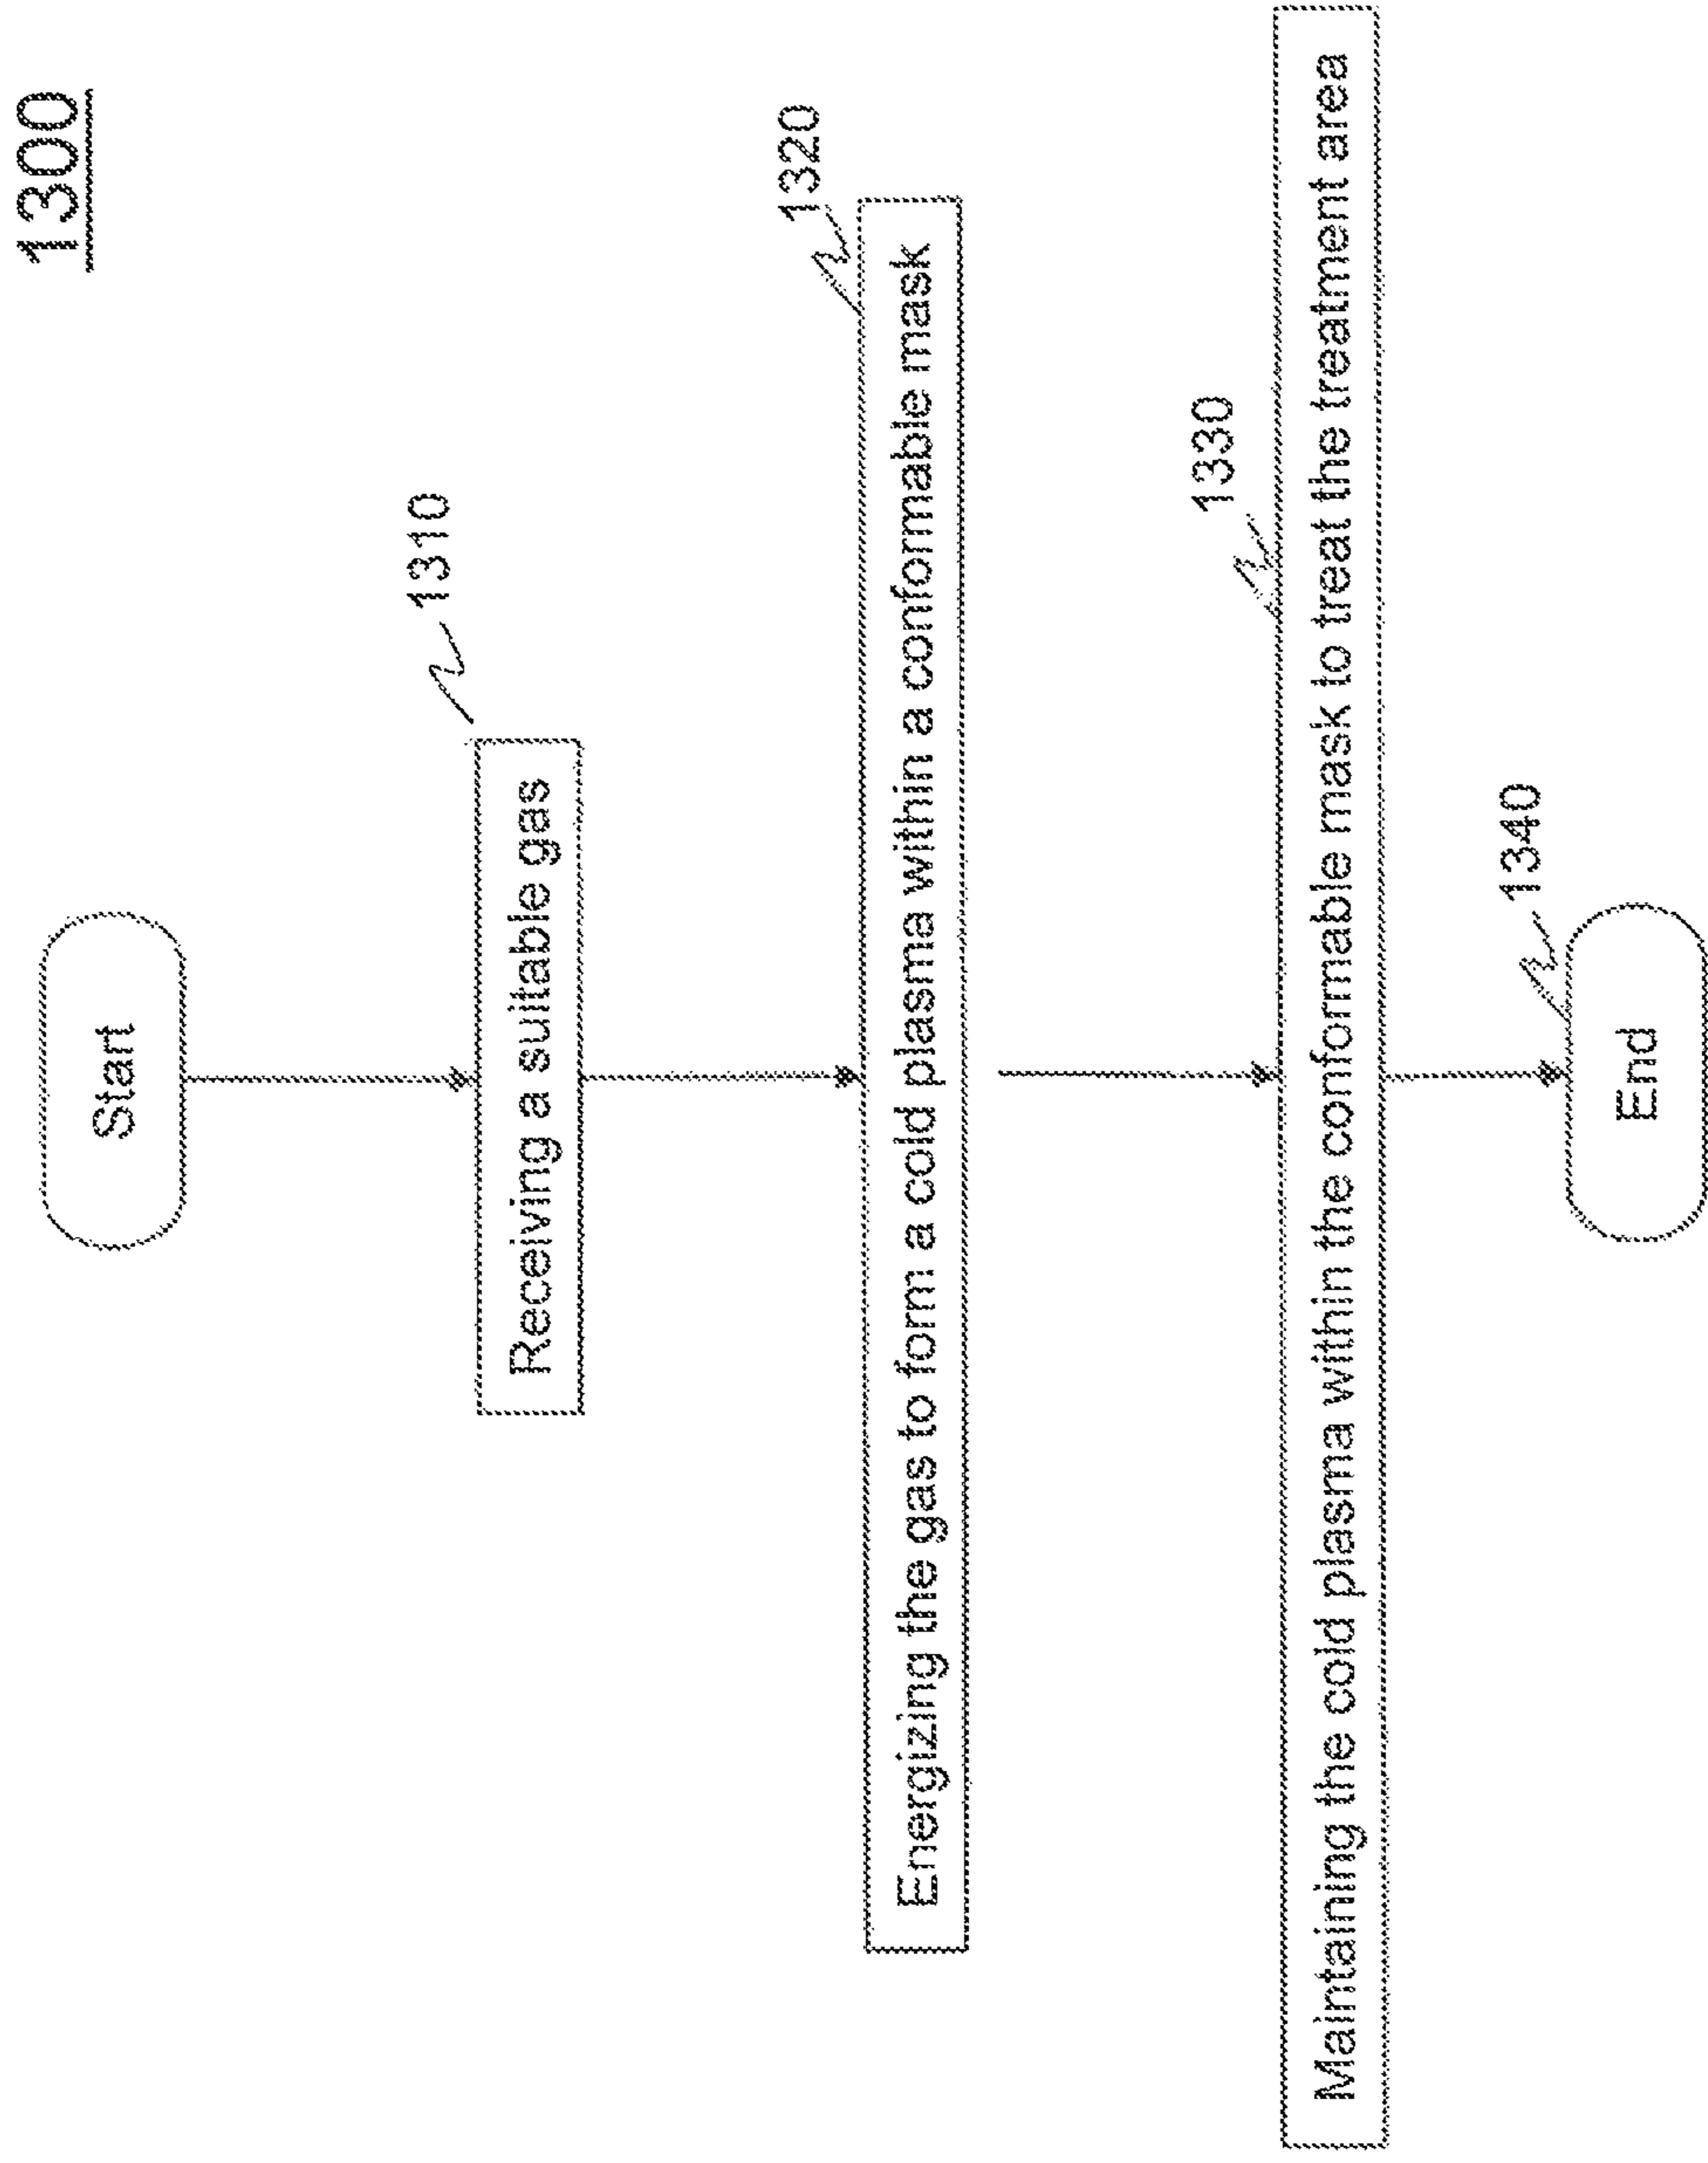 1300
Start
1310
Receiving a suitable gas
1320
Energizing the gas to form a cold plasma within a conformable mask
1330
Maintaining the cold plasma within the conformable mask to treat the treatment area
1340
End